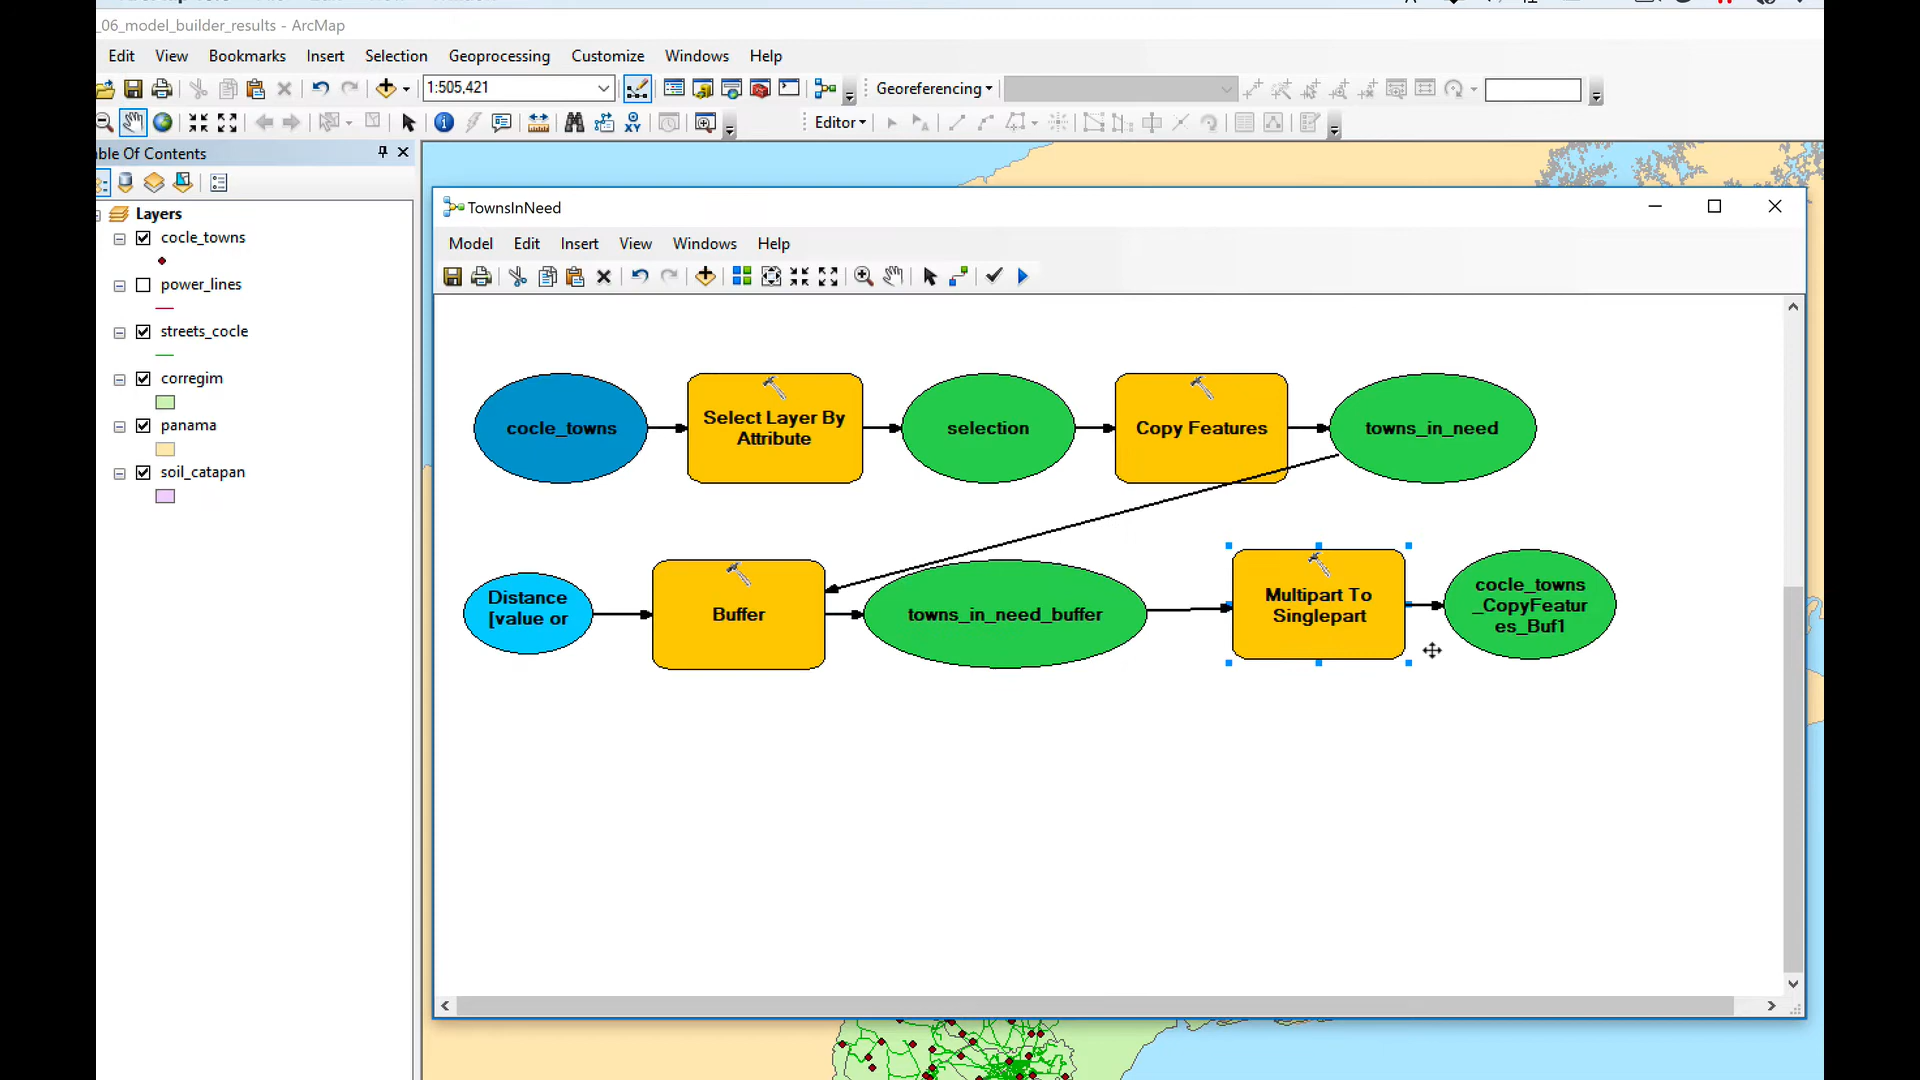 _06_model_builder_results - ArcMap
Edit View Bookmarks Insert Selection Geoprocessing Customize Windows Help
1:505,421
Georeferencing
Editor
ble Of Contents
Layers
cocle_towns
power_lines
streets_cocle
corregim
panama
soil_catapan
TownsInNeed
Model Edit Insert View Windows Help
cocle_towns
Select Layer By
Attribute
selection
Copy Features
towns_in_need
Distance
[value or
Buffer
towns_in_need_buffer
Multipart To
Singlepart
cocle_towns
_CopyFeatur
es_Buf1